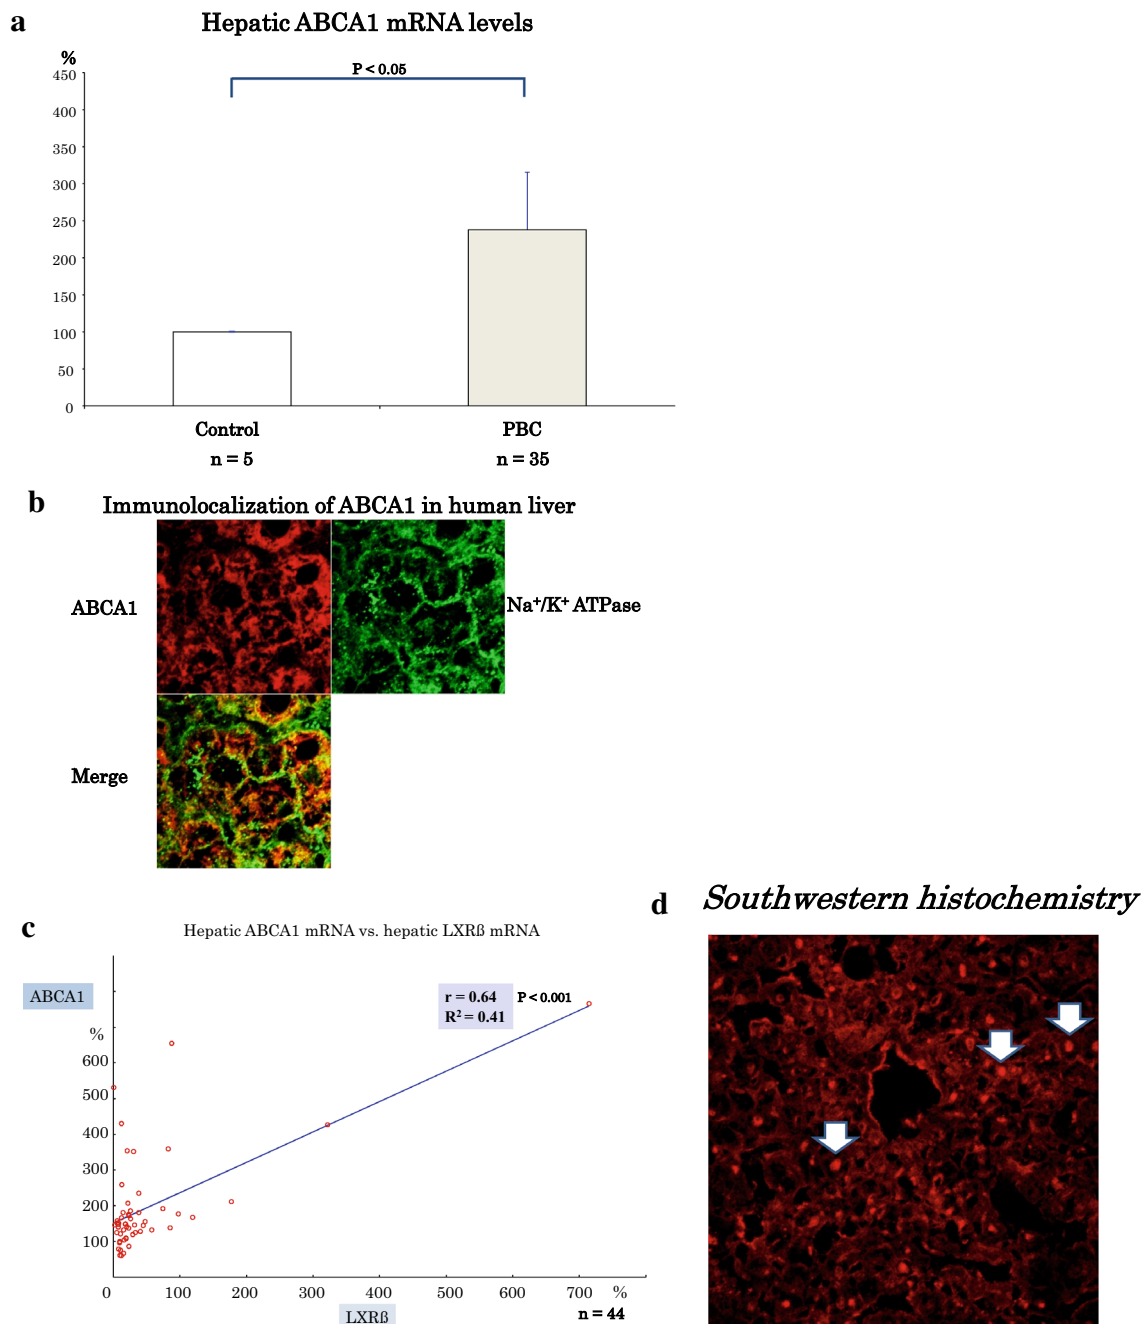 a
Hepatic ABCA1 mRNA levels
%
450
400
350
300
250
200
150
100
50
0
P < 0.05
Control
PBC
n = 5
n = 35
b
Immunolocalization of ABCA1 in human liver
ABCA1
Na⁺/K⁺ ATPase
Merge
c
Hepatic ABCA1 mRNA vs. hepatic LXRß mRNA
ABCA1
r = 0.64
P < 0.001
R² = 0.41
%
600
500
400
300
200
100
0 100 200 300 400 500 600 700 %
LXRß
n = 44
d
Southwestern histochemistry